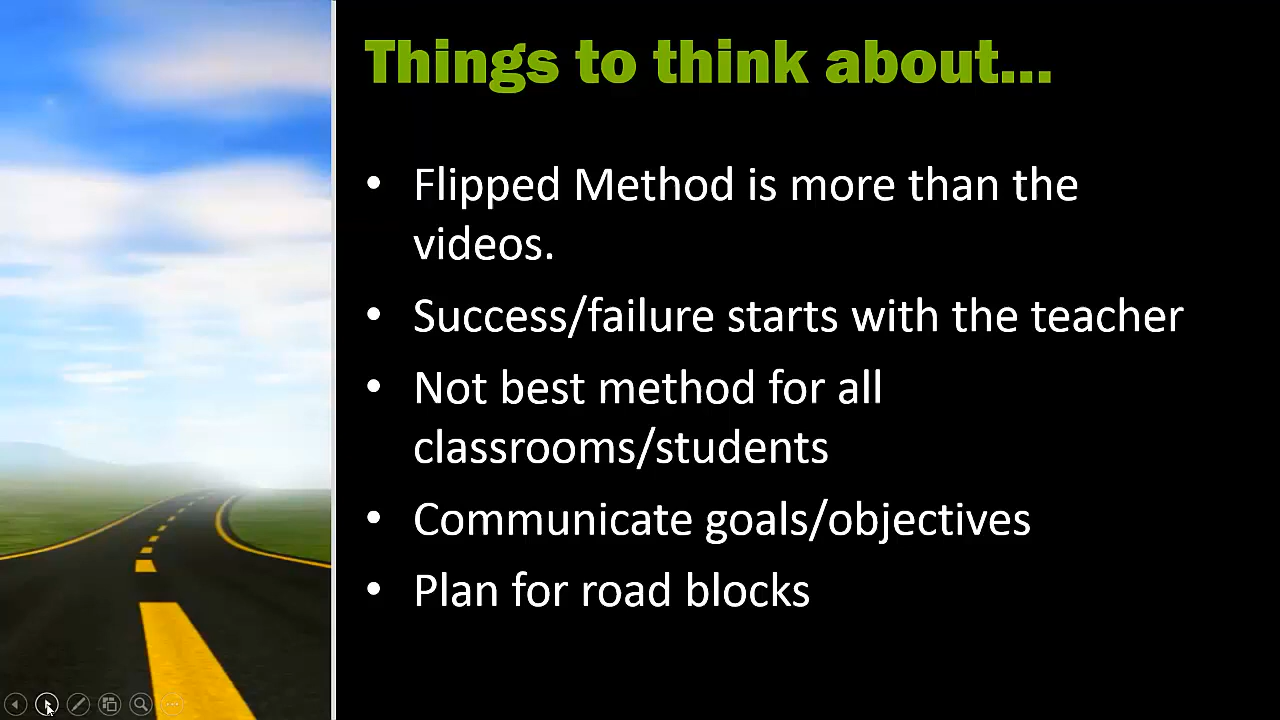 Things to think about...
• Flipped Method is more than the
videos.
• Success/failure starts with the teacher
• Not best method for all
classrooms/students
• Communicate goals/objectives
• Plan for road blocks